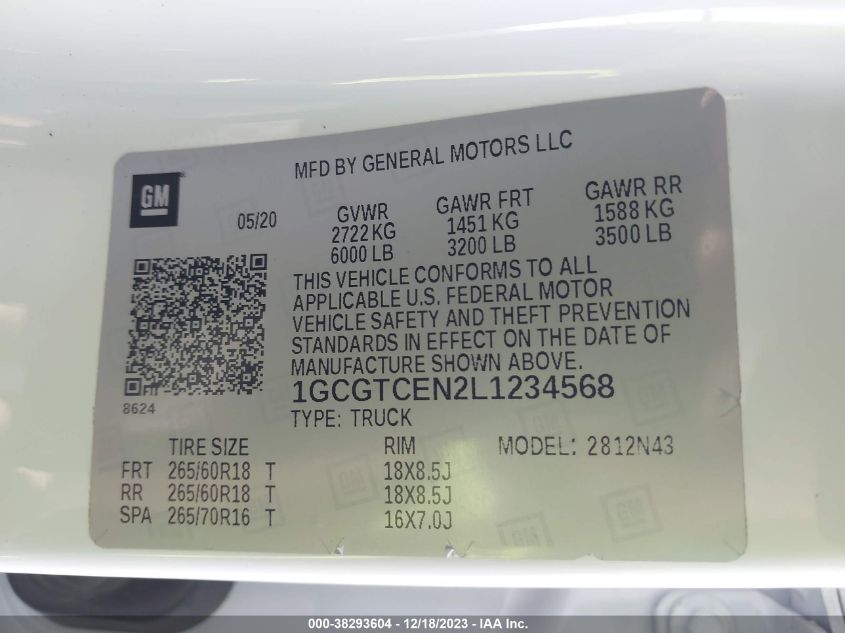 MFD BY GENERAL MOTORS LLC
GM
05/20
GVWR GAWR FRT GAWR RR
2722 KG 1451 KG 1588 KG
6000 LB 3200 LB 3500 LB
THIS VEHICLE CONFORMS TO ALL
APPLICABLE U.S. FEDERAL MOTOR
VEHICLE SAFETY AND THEFT PREVENTION
STANDARDS IN EFFECT ON THE DATE OF
MANUFACTURE SHOWN ABOVE.
1GCGTCEN2L1234568
8624
TYPE: TRUCK
TIRE SIZE RIM MODEL: 2812N43
FRT 265/60R18 T 18X8.5J
RR 265/60R18 T 18X8.5J
SPA 265/70R16 T 16X7.0J
000-38293604 - 12/18/2023 - IAA Inc.